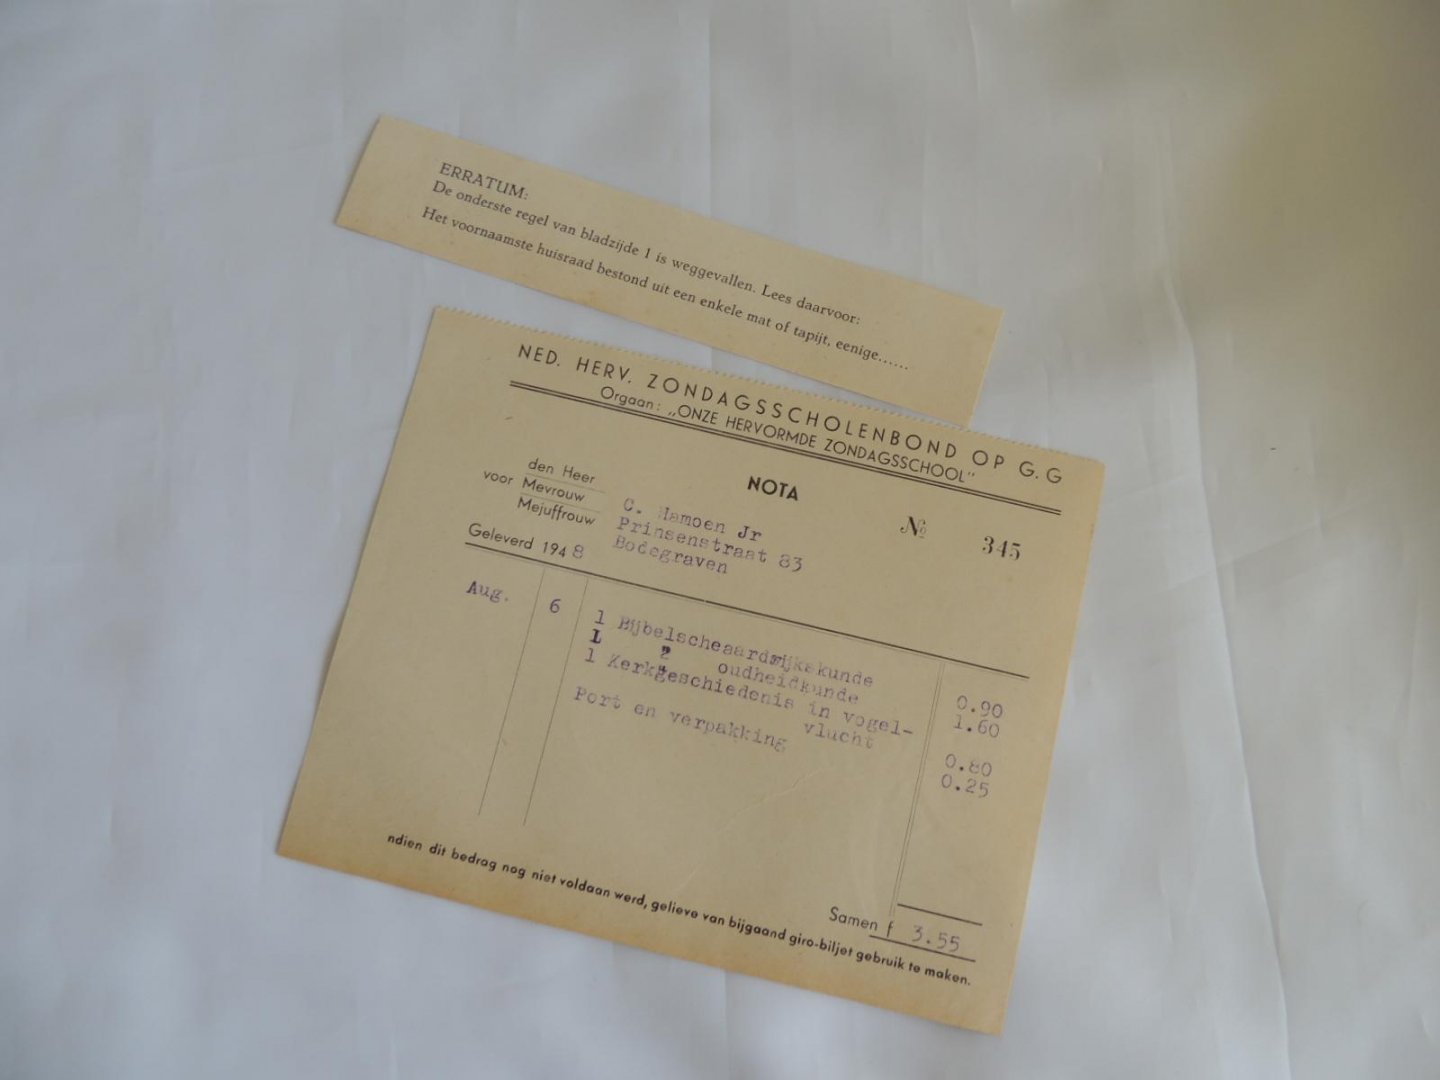 ERRATUM:
De onderste regel van bladzijde 1 is weggevallen. Lees daarvoor:
Het voornaamste huisraad bestond uit een enkele mat of tapijt, eenige......
NED. HERV. ZONDAGSSCHOLENBOND OP G. G
Orgaan: „ONZE HERVORMDE ZONDAGSSCHOOL"
NOTA
№ 345
voor den Heer
Mevrouw
Mejuffrouw
C. Hamoen Jr
Prinsenstraat 83
Bodegraven
Geleverd 1948
Aug. 6
1 Bijbelscheaardrijkskunde 0.90
1 " oudheidkunde 1.60
1 Kerkgeschiedenis in vogel-
vlucht 0.80
Port en verpakking 0.25
Samen f 3.55
ndien dit bedrag nog niet voldaan werd, gelieve van bijgaand giro-biljet gebruik te maken.